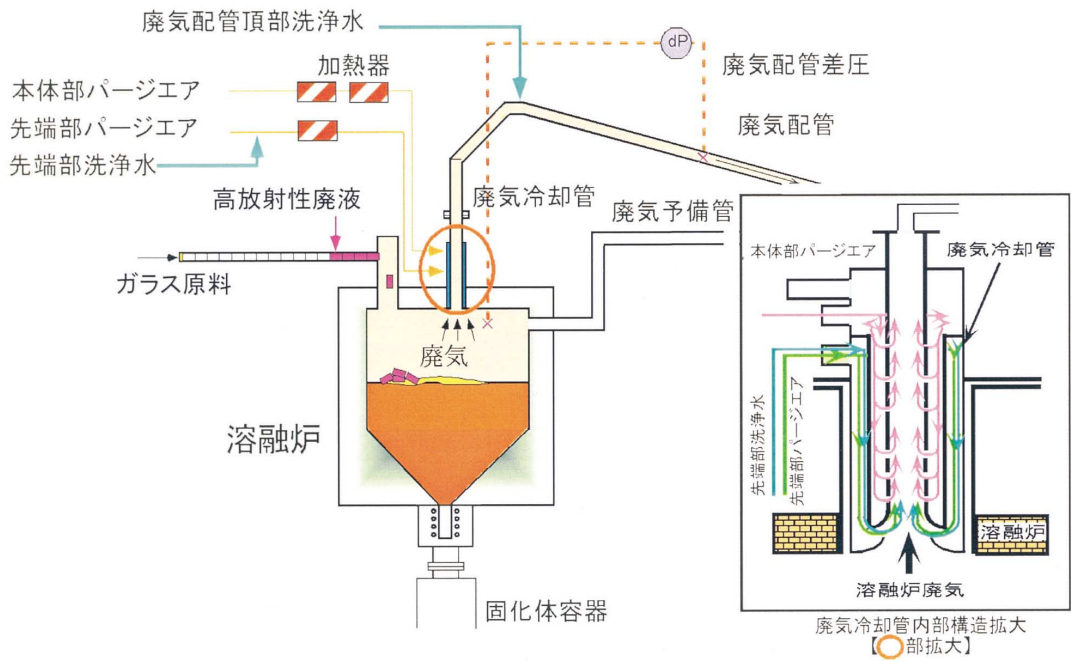 廃気配管頂部洗浄水
dP
加熱器
廃気配管差圧
本体部パージエア
先端部パージエア
廃気配管
先端部洗浄水
高放射性廃液
廃気冷却管
廃気予備管
ガラス原料
廃気
溶融炉
固化体容器
本体部パージエア
廃気冷却管
先端部洗浄水
先端部パージエア
溶融炉
溶融炉廃気
廃気冷却管内部構造拡大
【 部拡大】